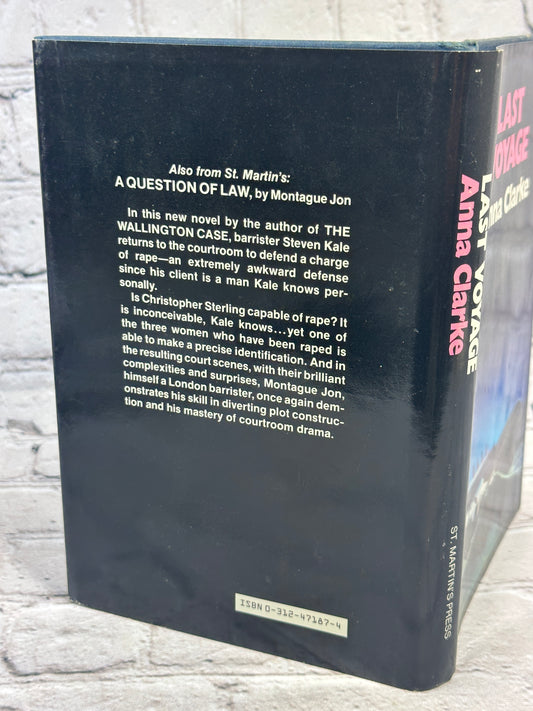 Also from St. Martin's:
A QUESTION OF LAW, by Montague Jon
In this new novel by the author of THE
WALLINGTON CASE, barrister Steven Kale
returns to the courtroom to defend a charge
of rape—an extremely awkward defense
since his client is a man Kale knows per-
sonally.
Is Christopher Sterling capable of rape? It
is inconceivable, Kale knows...yet one of
the three women who have been raped is
able to make a precise identification. And in
the resulting court scenes, with their brilliant
complexities and surprises, Montague Jon,
himself a London barrister, once again dem-
onstrates his skill in diverting plot construc-
tion and his mastery of courtroom drama.
ISBN 0-312-47187-4
LAST VOYAGE
Anna Clarke
ST. MARTIN'S PRESS
LAST
VOYAGE
nna Clarke